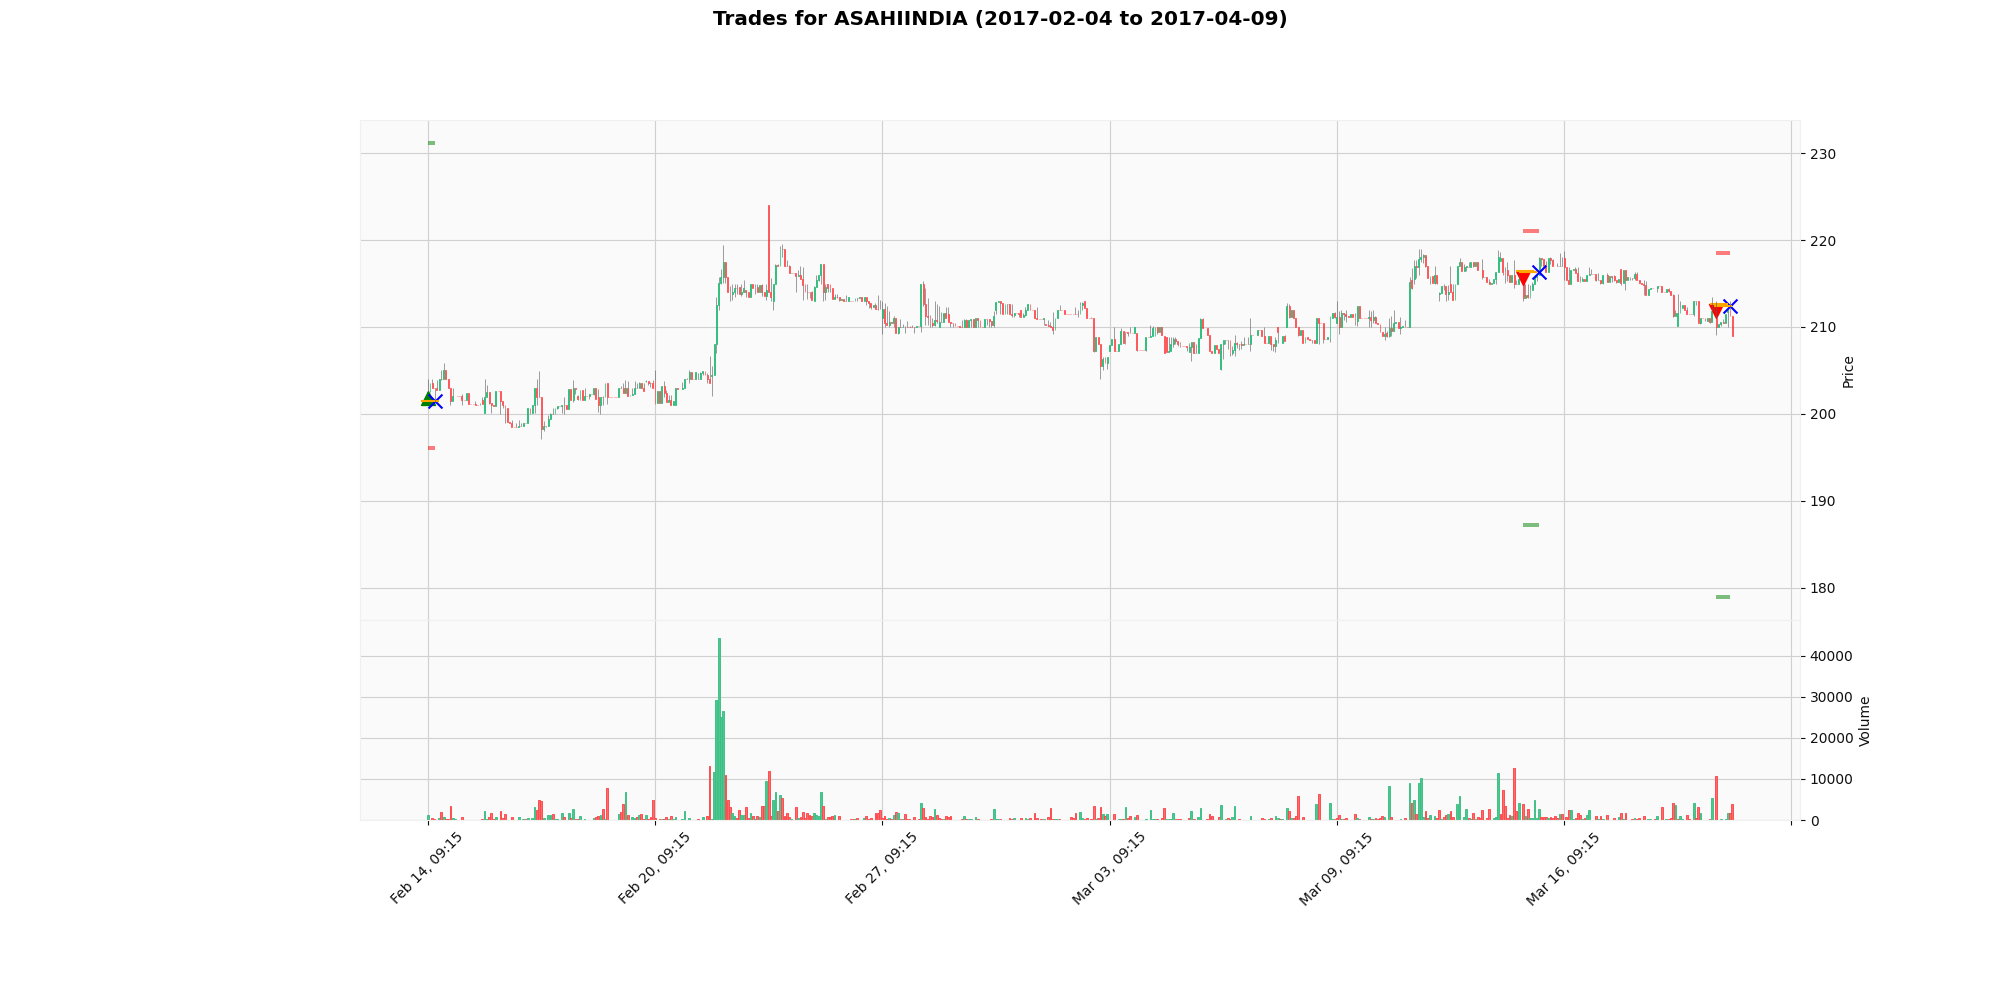 Trades for ASAHIINDIA (2017-02-04 to 2017-04-09)
230
220
210
200
190
180
Price
40000
30000
20000
10000
0
Volume
Feb 14, 09:15
Feb 20, 09:15
Feb 27, 09:15
Mar 03, 09:15
Mar 09, 09:15
Mar 16, 09:15